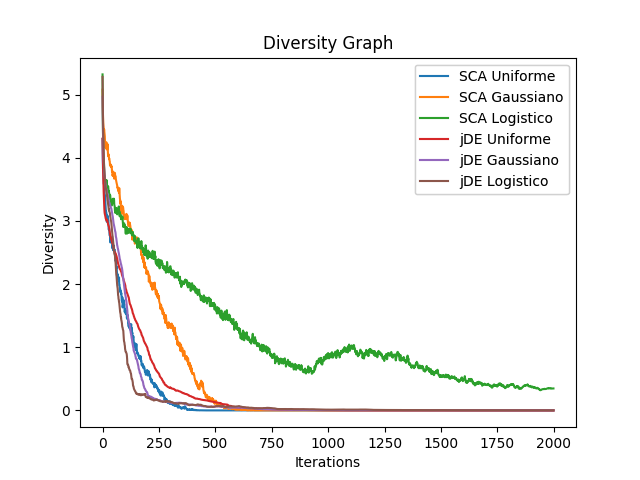 Diversity Graph
SCA Uniforme
SCA Gaussiano
SCA Logistico
jDE Uniforme
jDE Gaussiano
jDE Logistico
5
4
3
2
1
0
Diversity
0 250 500 750 1000 1250 1500 1750 2000
Iterations